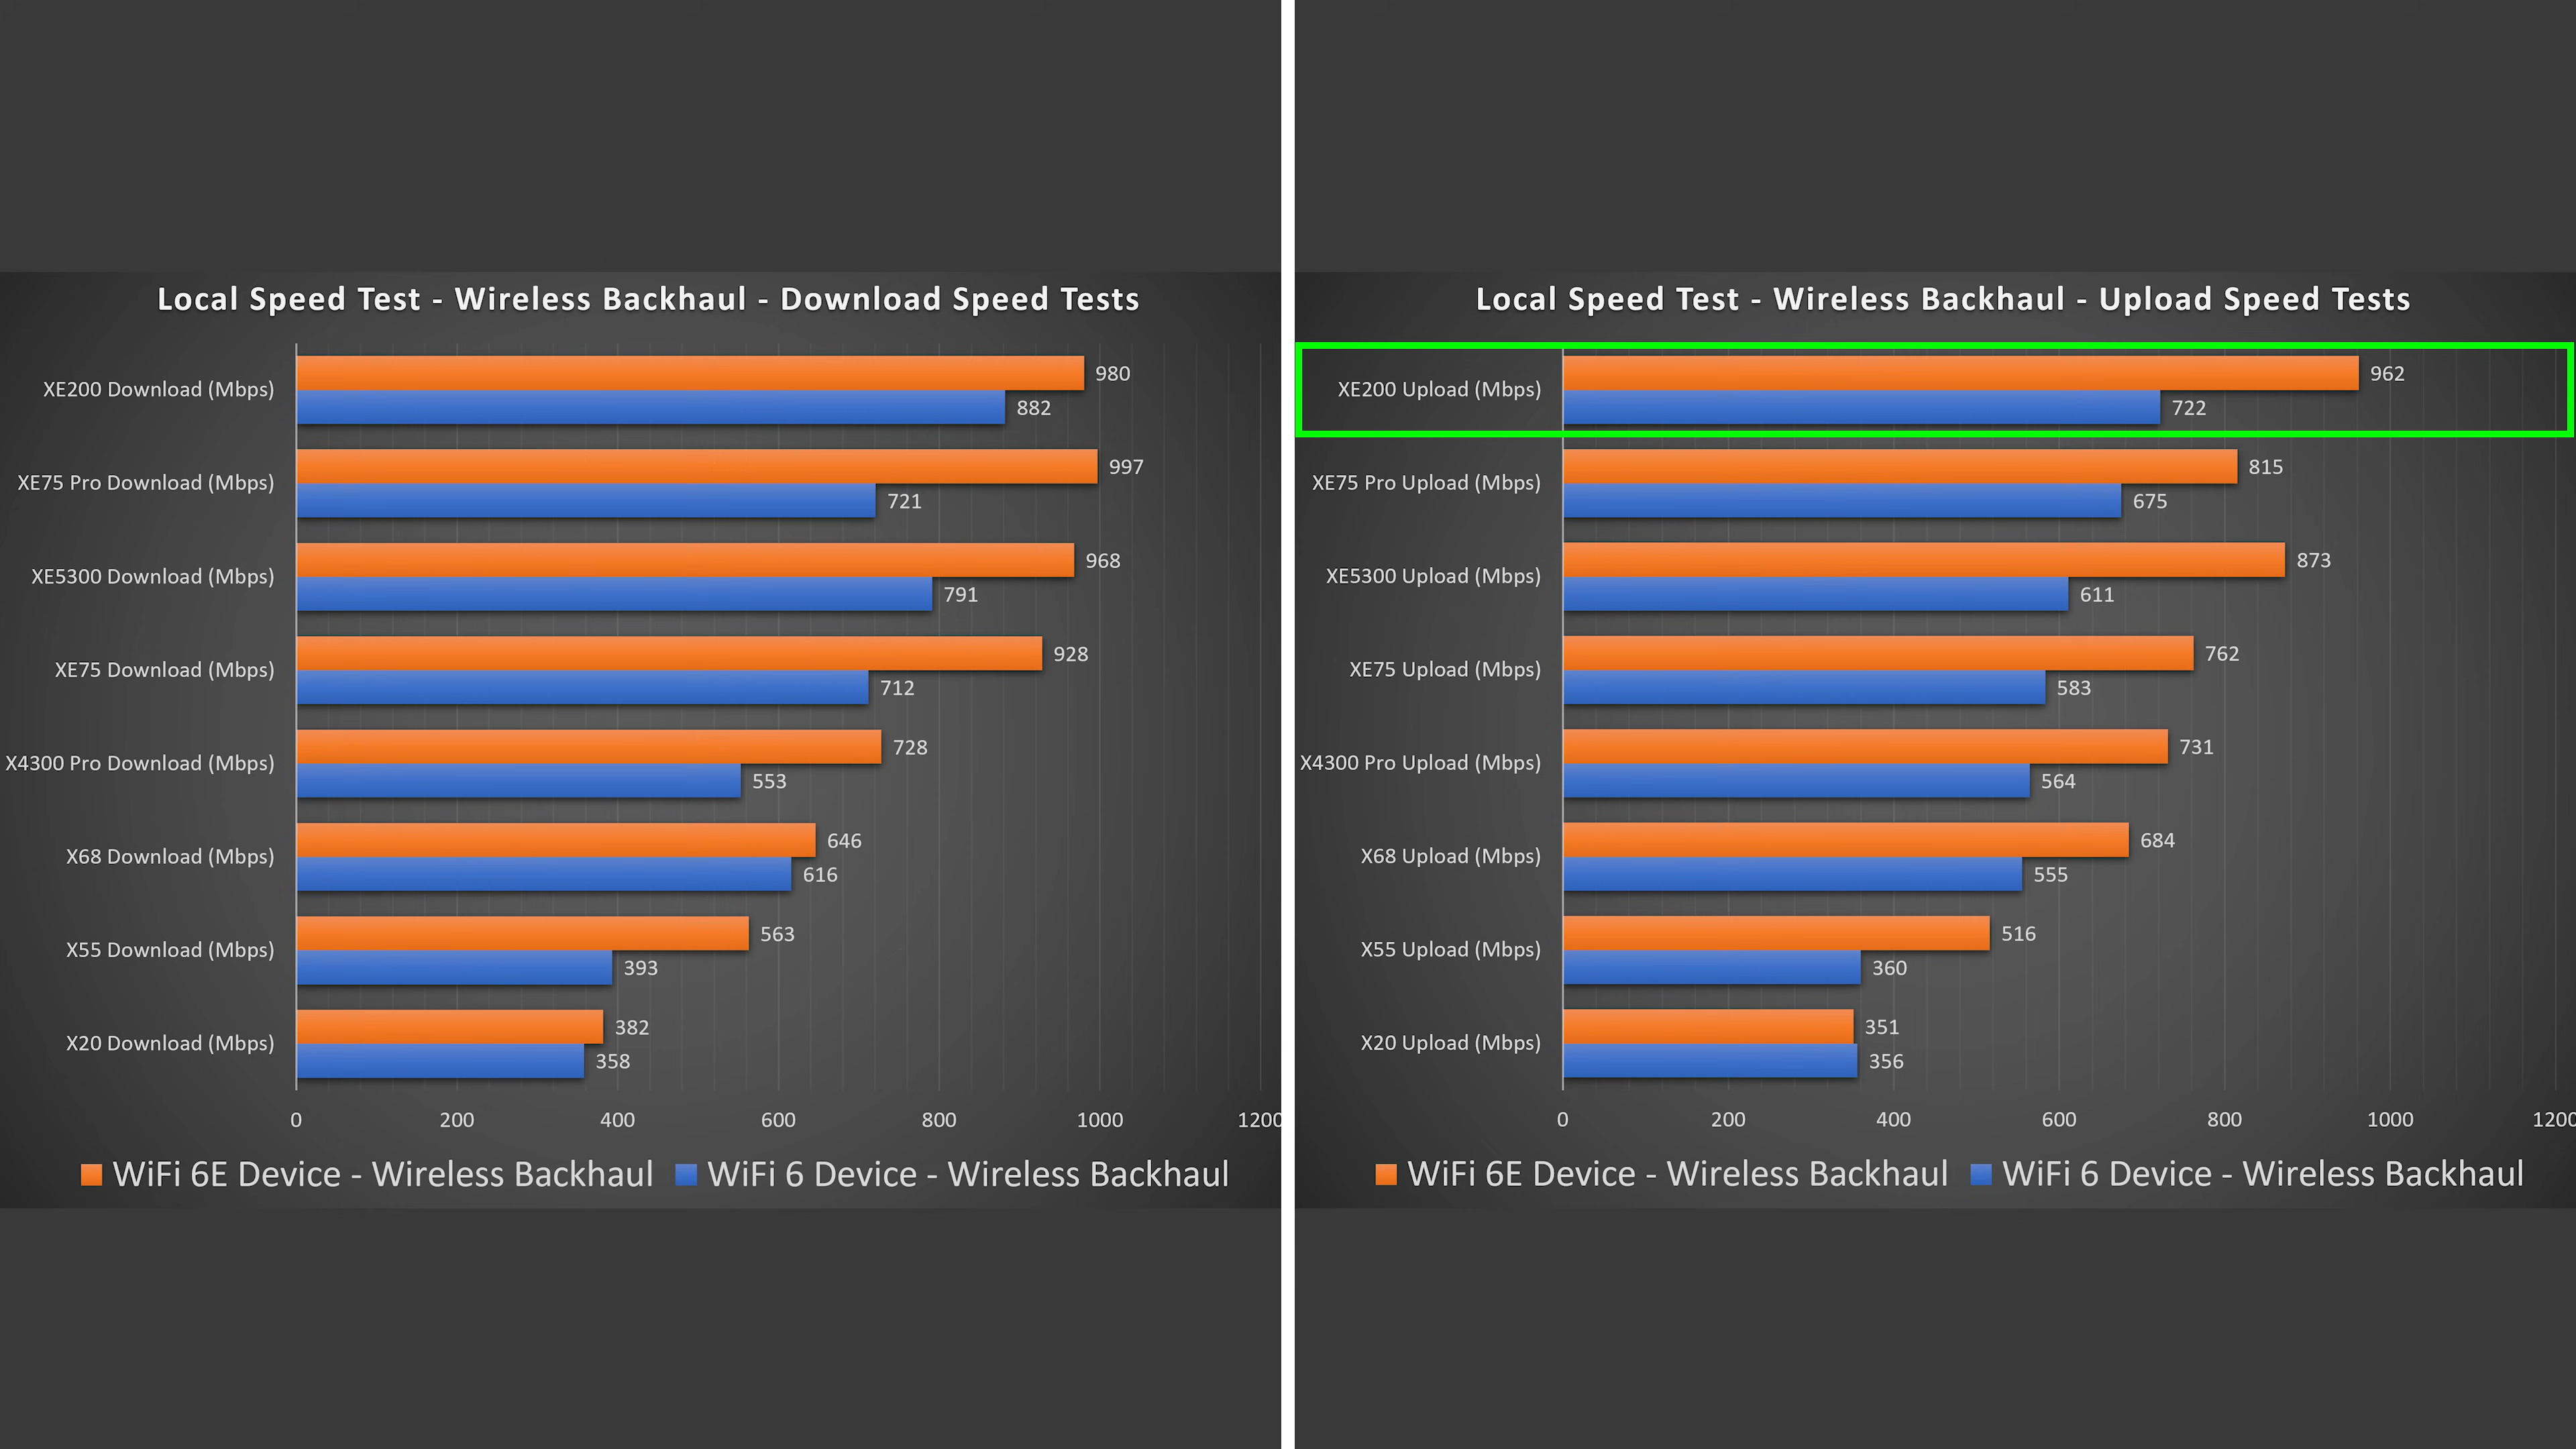 Local Speed Test - Wireless Backhaul - Download Speed Tests
XE200 Download (Mbps)
980
882
XE75 Pro Download (Mbps)
997
721
XE5300 Download (Mbps)
968
791
XE75 Download (Mbps)
928
712
X4300 Pro Download (Mbps)
728
553
X68 Download (Mbps)
646
616
X55 Download (Mbps)
563
393
X20 Download (Mbps)
382
358
0 200 400 600 800 1000 1200
WiFi 6E Device - Wireless Backhaul WiFi 6 Device - Wireless Backhaul
Local Speed Test - Wireless Backhaul - Upload Speed Tests
XE200 Upload (Mbps)
962
722
XE75 Pro Upload (Mbps)
815
675
XE5300 Upload (Mbps)
873
611
XE75 Upload (Mbps)
762
583
X4300 Pro Upload (Mbps)
731
564
X68 Upload (Mbps)
684
555
X55 Upload (Mbps)
516
360
X20 Upload (Mbps)
351
356
0 200 400 600 800 1000 1200
WiFi 6E Device - Wireless Backhaul WiFi 6 Device - Wireless Backhaul